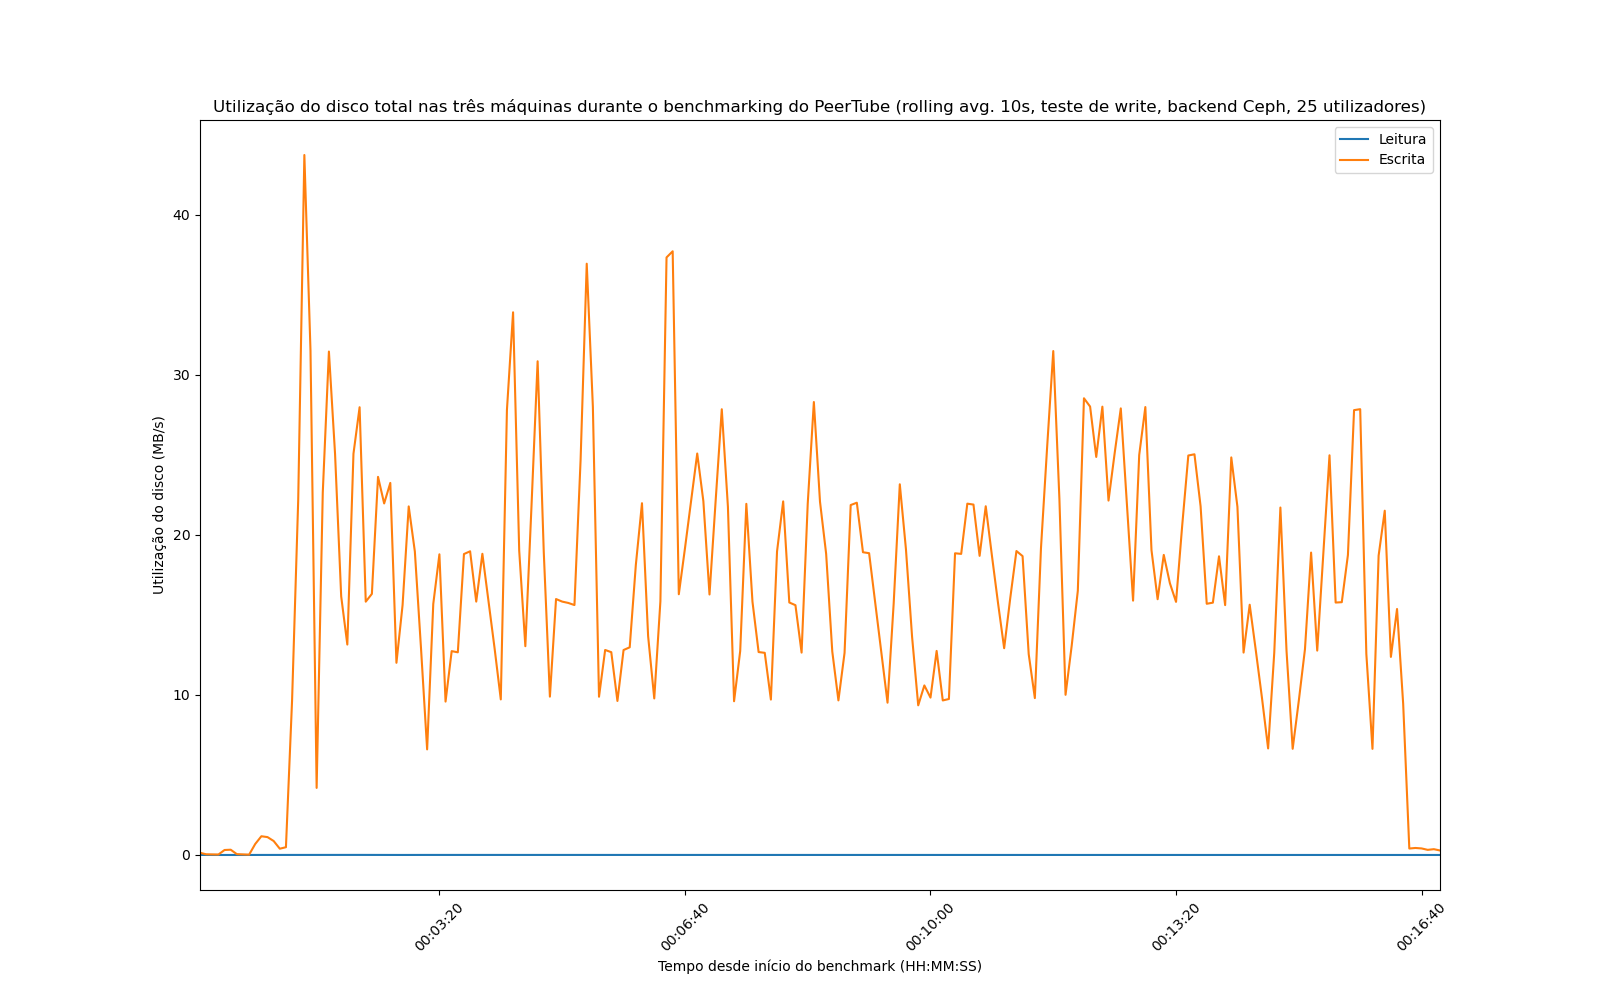 Utilização do disco total nas três máquinas durante o benchmarking do PeerTube (rolling avg. 10s, teste de write, backend Ceph, 25 utilizadores)
Leitura
Escrita
Utilização do disco (MB/s)
40
30
20
10
0
00:03:20
00:06:40
00:10:00
00:13:20
00:16:40
Tempo desde início do benchmark (HH:MM:SS)